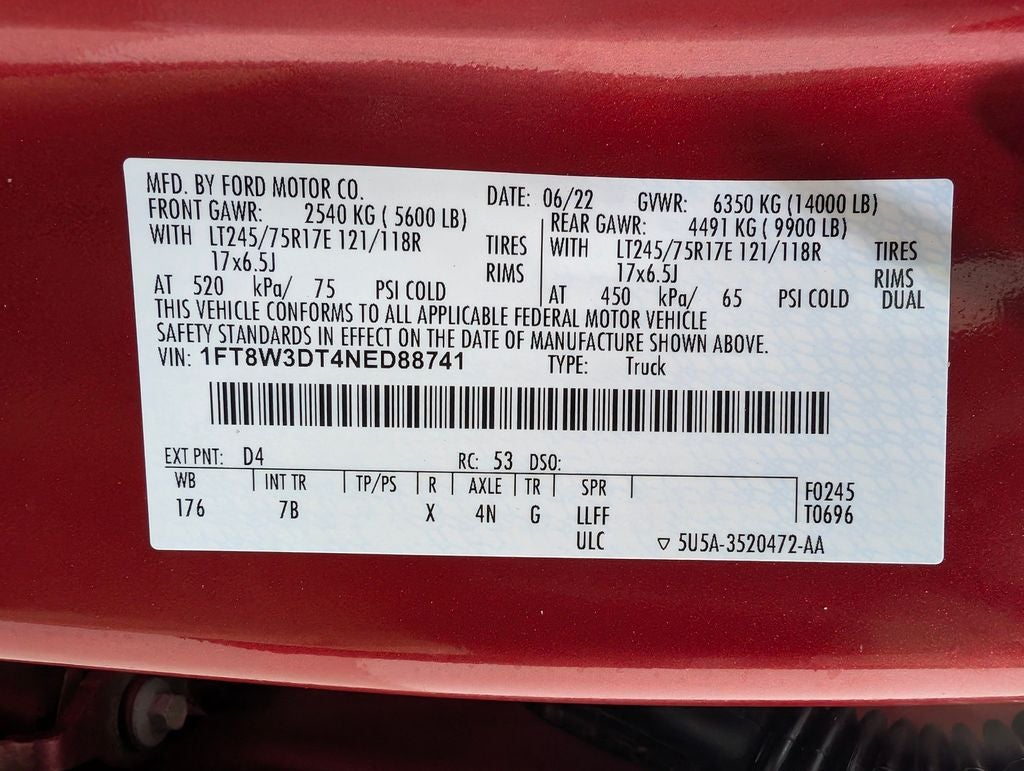 MFD. BY FORD MOTOR CO. DATE: 06/22 GVWR: 6350 KG (14000 LB)
FRONT GAWR: 2540 KG ( 5600 LB)
WITH LT245/75R17E 121/118R TIRES
17x6.5J RIMS
AT 520 kPa/ 75 PSI COLD
REAR GAWR: 4491 KG ( 9900 LB)
WITH LT245/75R17E 121/118R TIRES
17x6.5J RIMS
AT 450 kPa/ 65 PSI COLD DUAL
THIS VEHICLE CONFORMS TO ALL APPLICABLE FEDERAL MOTOR VEHICLE
SAFETY STANDARDS IN EFFECT ON THE DATE OF MANUFACTURE SHOWN ABOVE.
VIN: 1FT8W3DT4NED88741 TYPE: Truck
EXT PNT: D4 RC: 53 DSO:
WB INT TR TP/PS R AXLE TR SPR F0245
176 7B X 4N G LLFF T0696
ULC ▽ 5U5A-3520472-AA